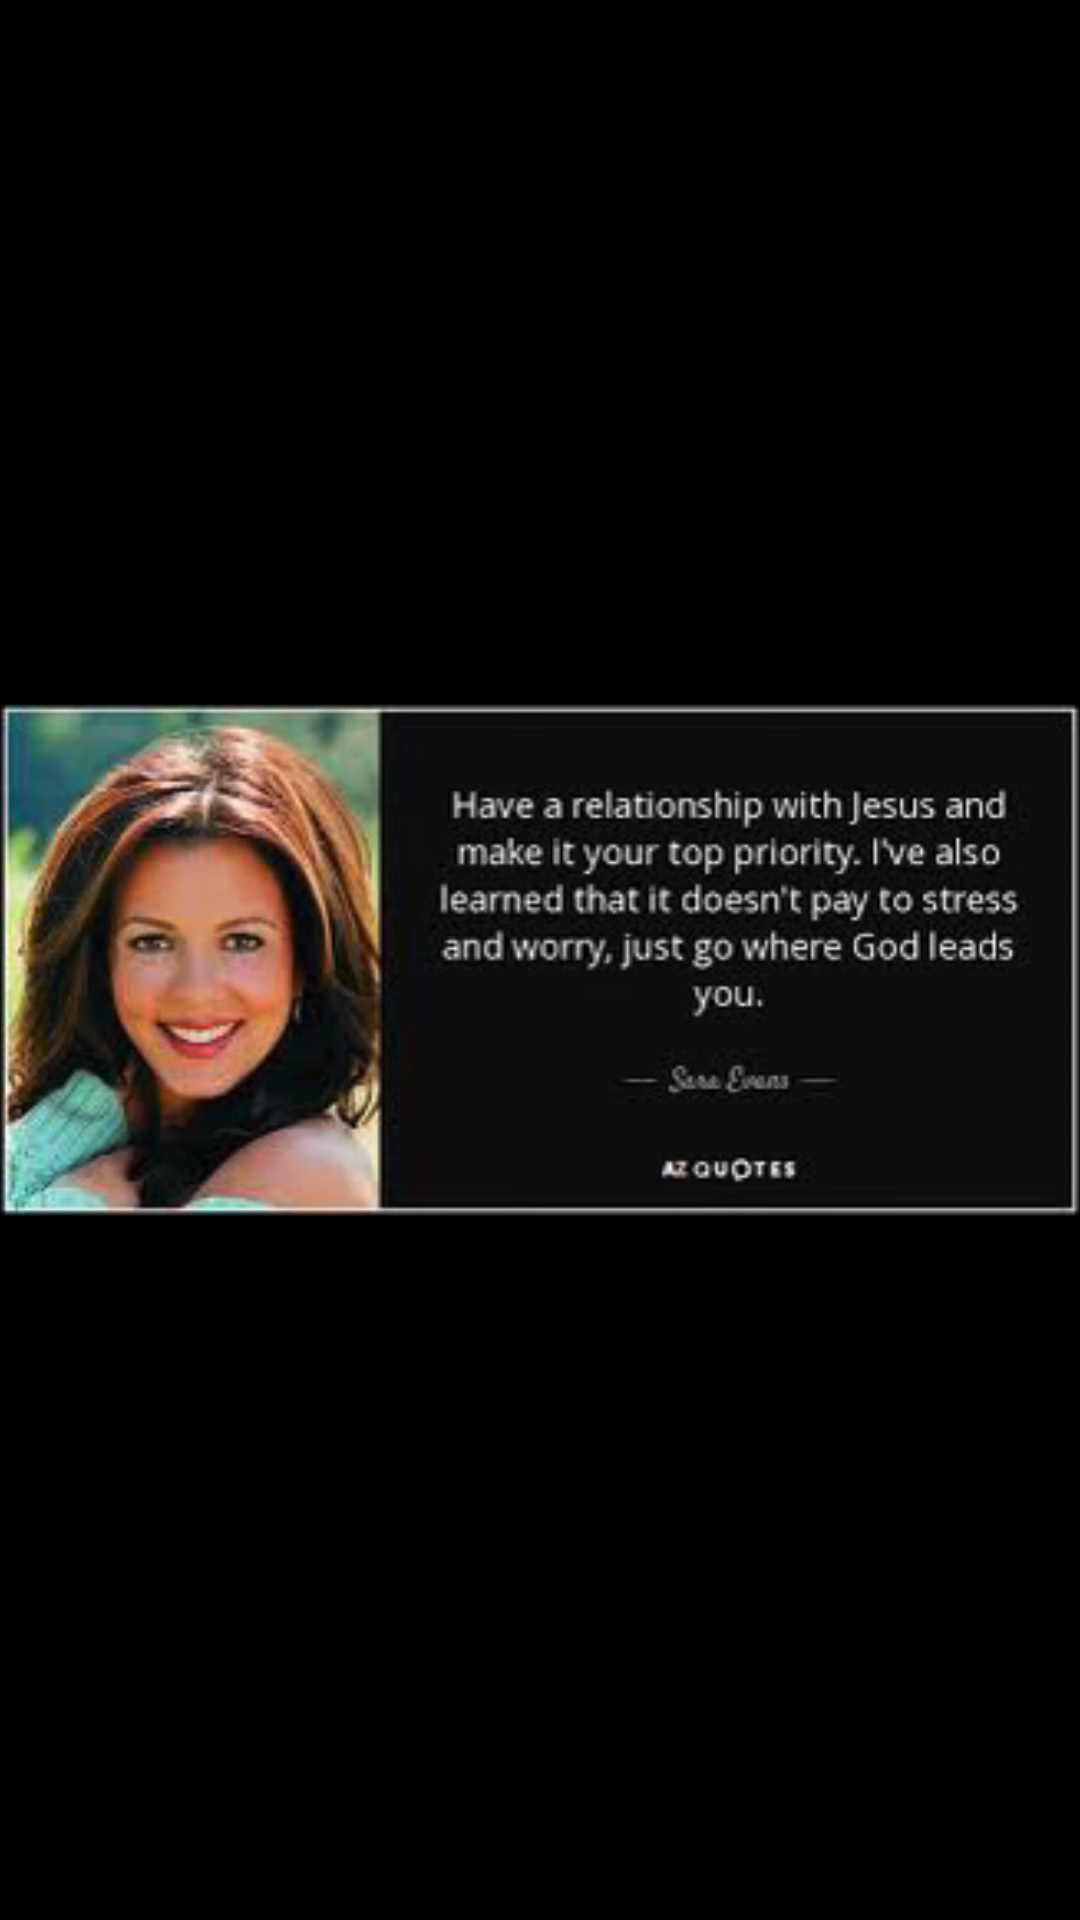 Have a relationship with Jesus and
make it your top priority. I've also
learned that it doesn't pay to stress
and worry, just go where God leads
you.
— Sara Evans —
AZ QUOTES